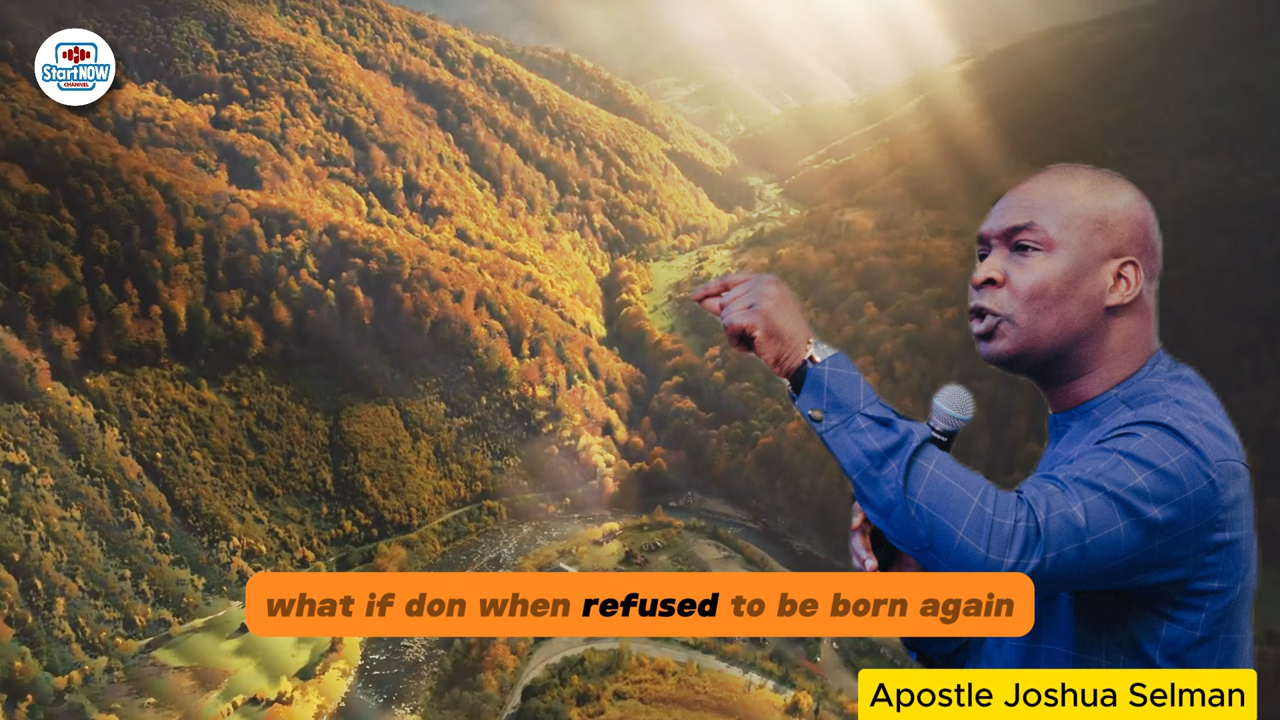 StartNOW
CHANNEL
what if don when refused to be born again
Apostle Joshua Selman